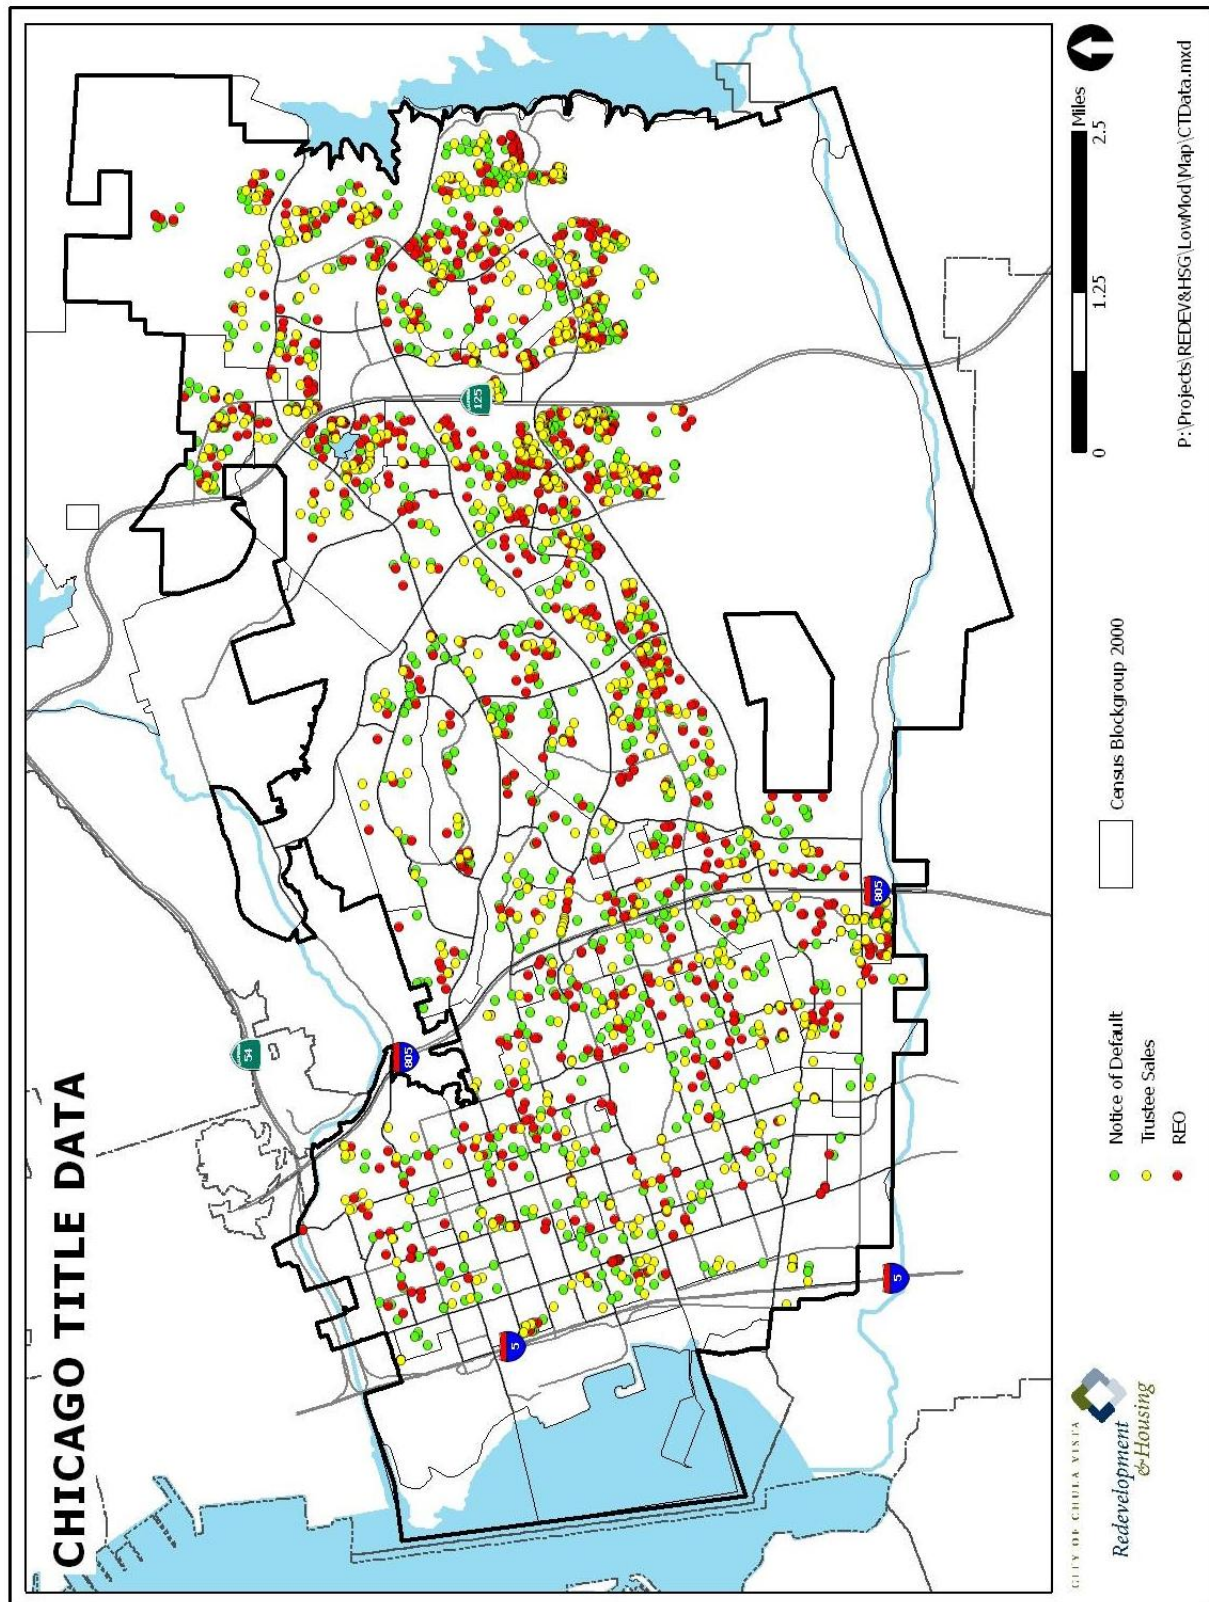 CHICAGO TITLE DATA
54
805
125
5
805
5
CITY OF CHULA VISTA
Redevelopment
& Housing
Notice of Default
Trustee Sales
REO
Census Blockgroup 2000
0 1.25 2.5
Miles
P:\Projects\REDEV&HSG\LowMod\Map\CTData.mxd